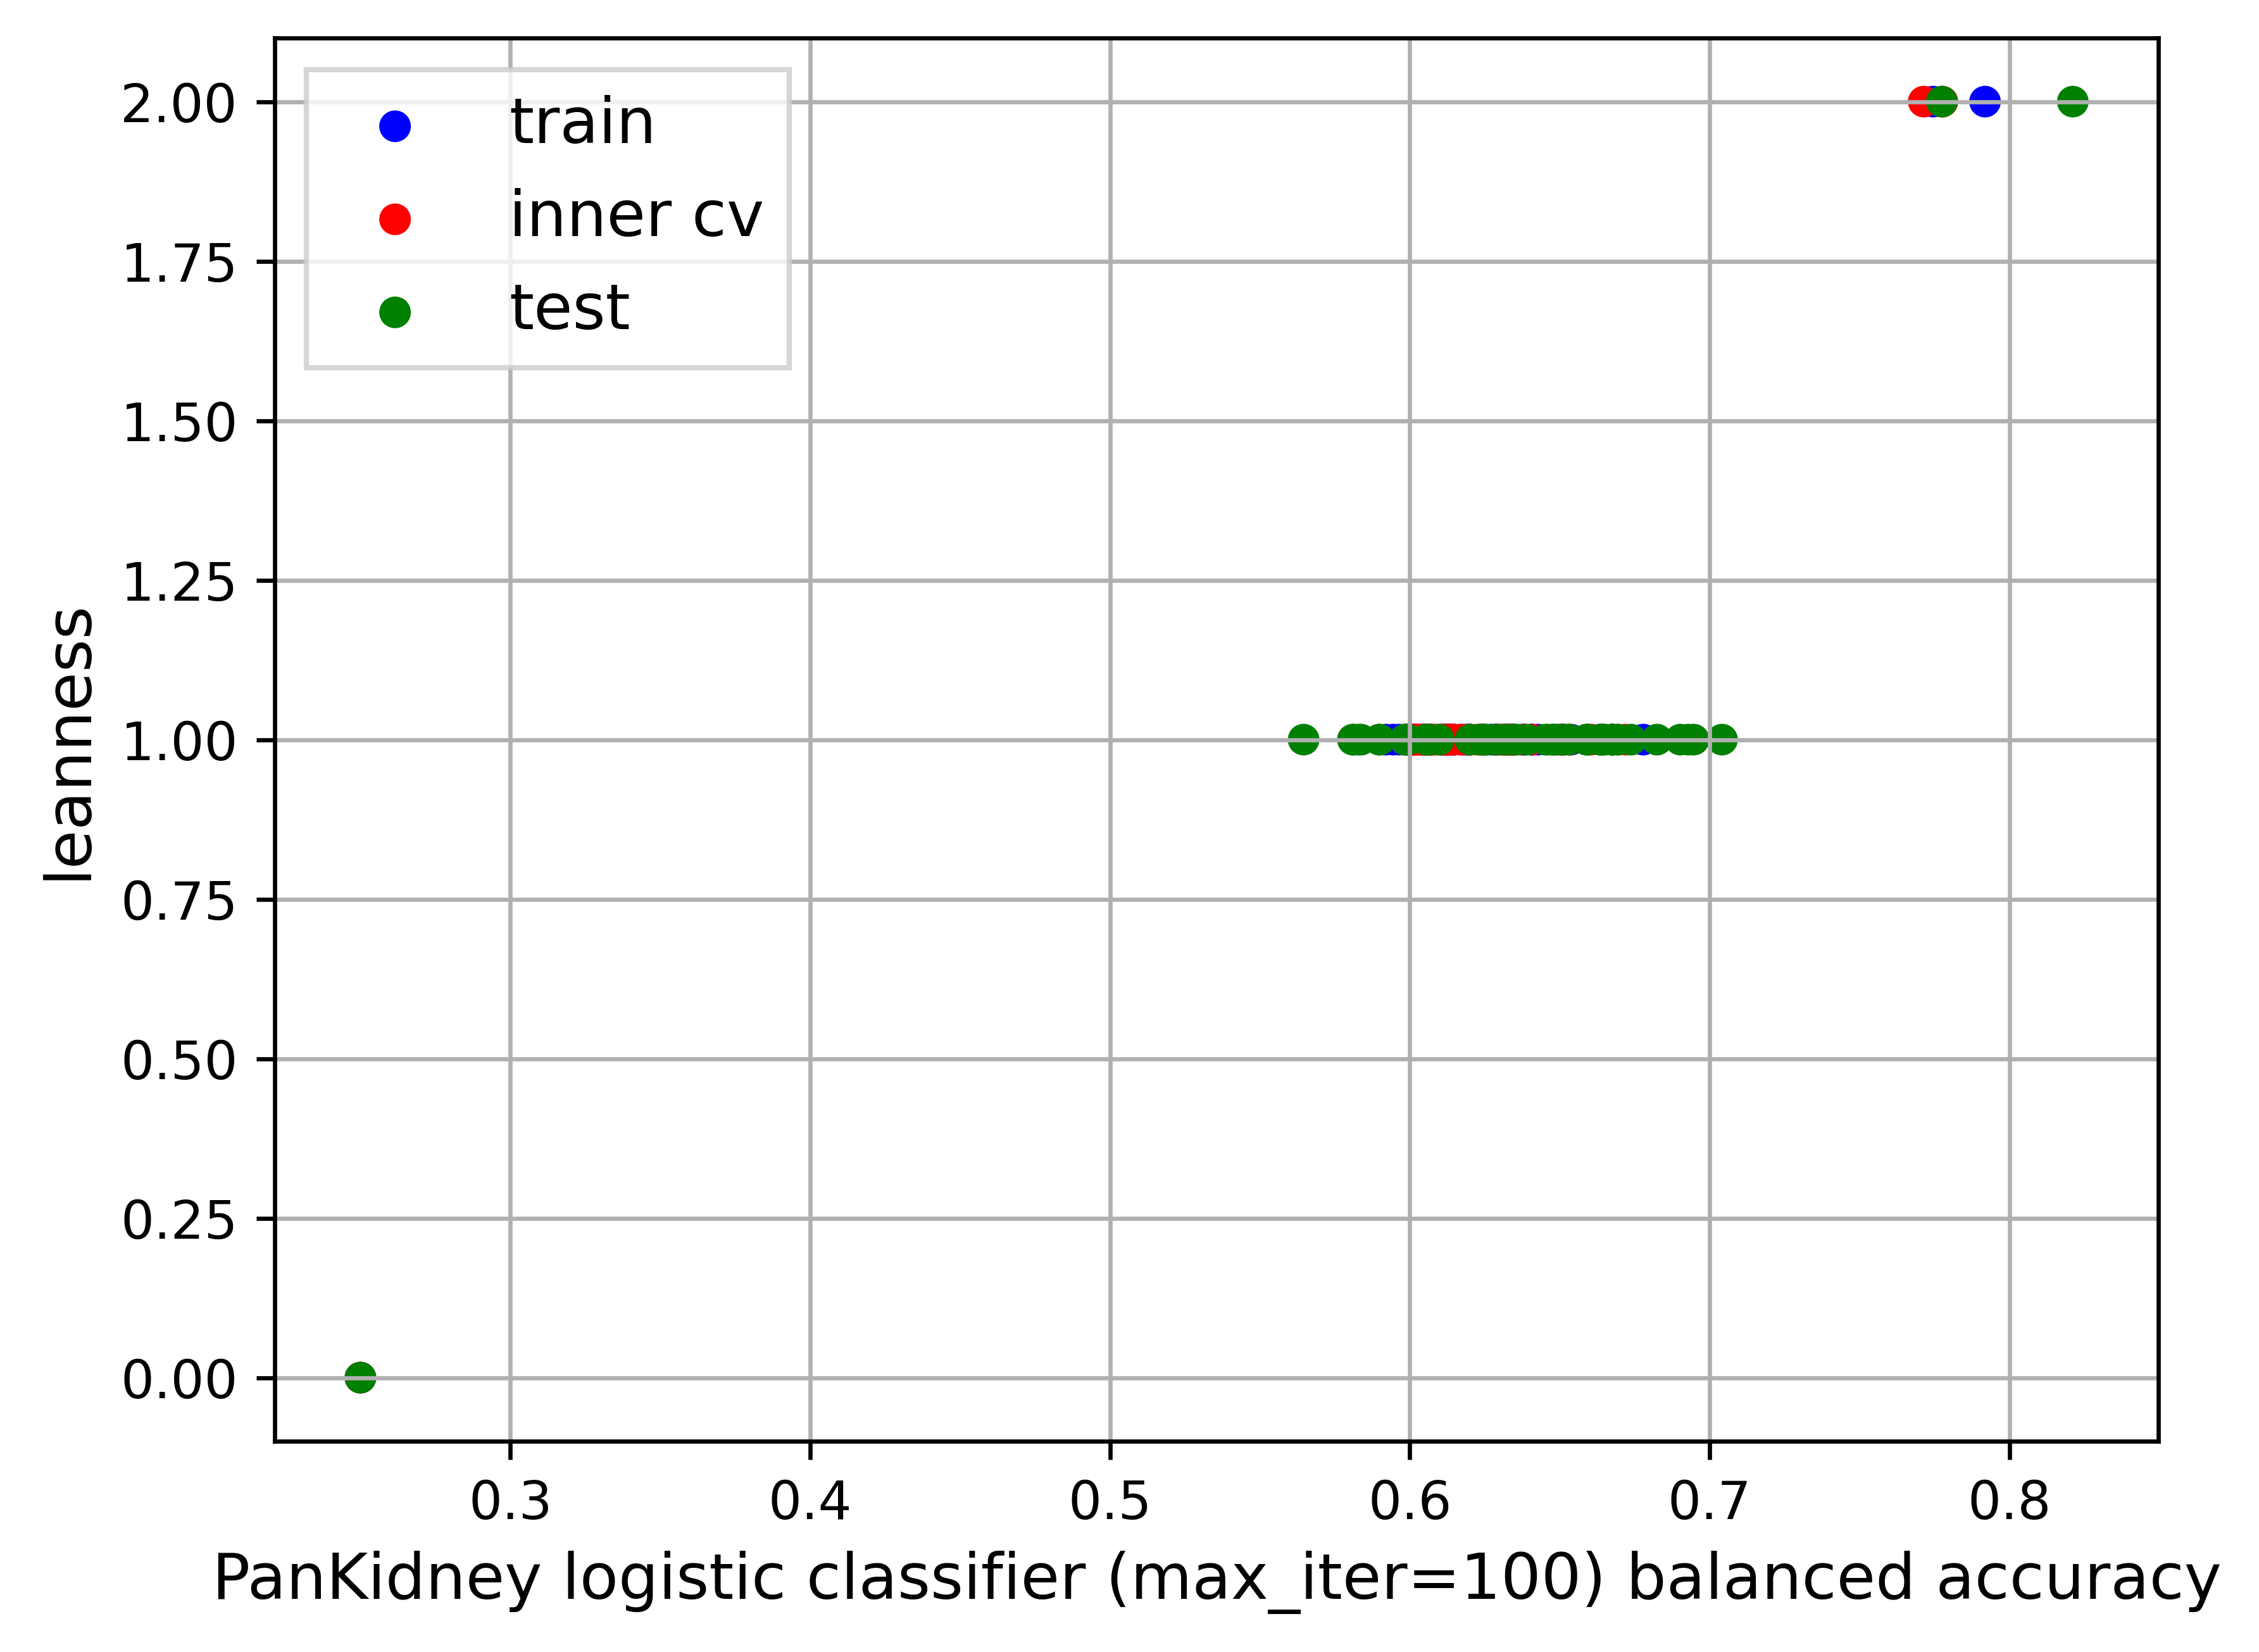 train
inner cv
test
2.00
1.75
1.50
1.25
1.00
0.75
0.50
0.25
0.00
leanness
0.3 0.4 0.5 0.6 0.7 0.8
PanKidney logistic classifier (max_iter=100) balanced accuracy